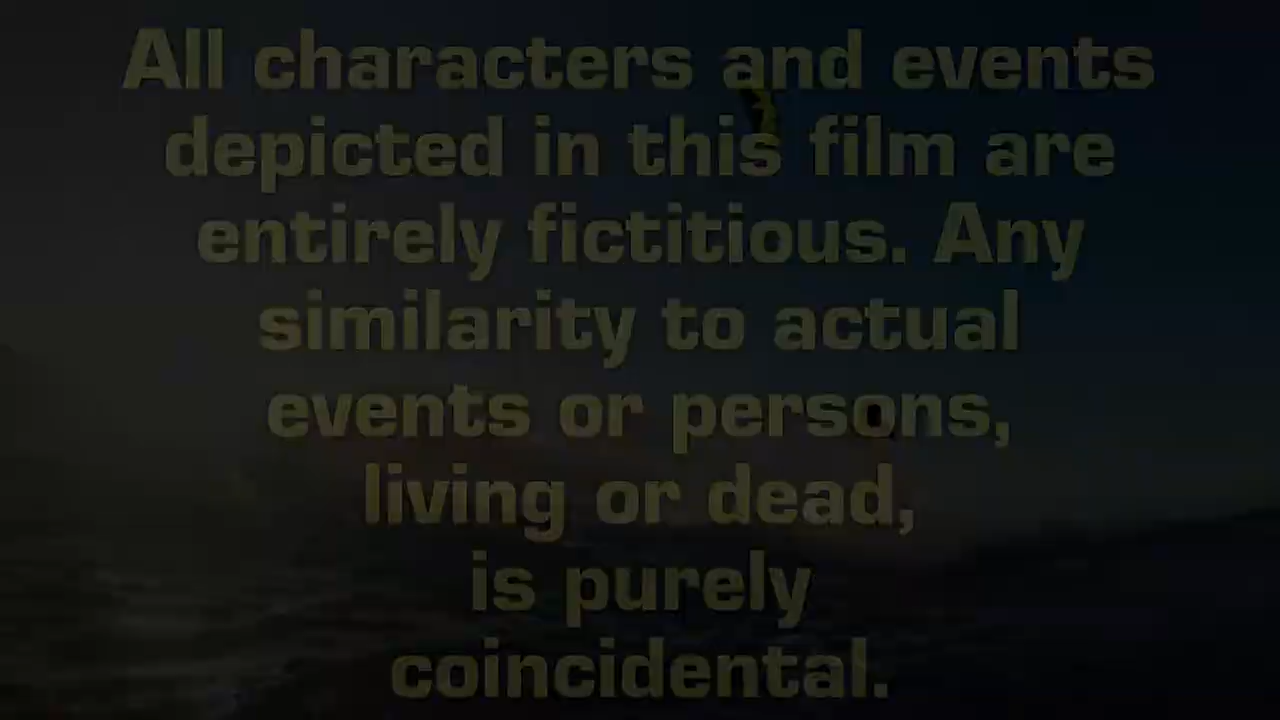 All characters and events
depicted in this film are
entirely fictitious. Any
similarity to actual
events or persons,
living or dead,
is purely
coincidental.